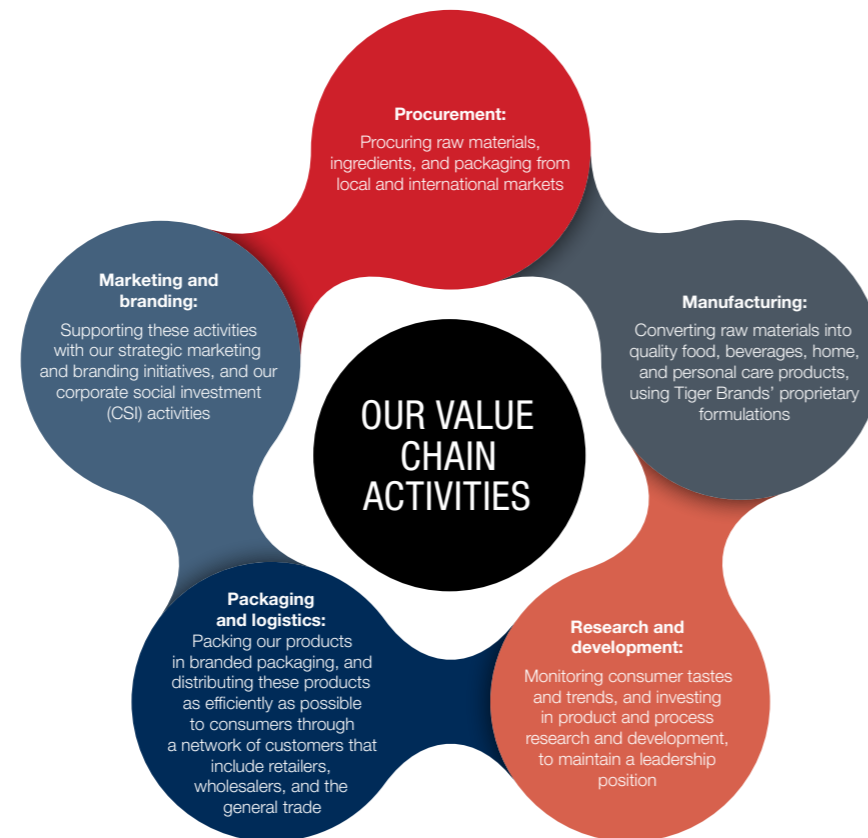 Procurement:
Procuring raw materials,
ingredients, and packaging from
local and international markets
Manufacturing:
Converting raw materials into
quality food, beverages, home,
and personal care products,
using Tiger Brands’ proprietary
formulations
Research and
development:
Monitoring consumer tastes
and trends, and investing
in product and process
research and development,
to maintain a leadership
position
Packaging
and logistics:
Packing our products
in branded packaging, and
distributing these products
as efficiently as possible
to consumers through
a network of customers that
include retailers,
wholesalers, and the
general trade
Marketing and
branding:
Supporting these activities
with our strategic marketing
and branding initiatives, and our
corporate social investment
(CSI) activities
OUR VALUE
CHAIN
ACTIVITIES